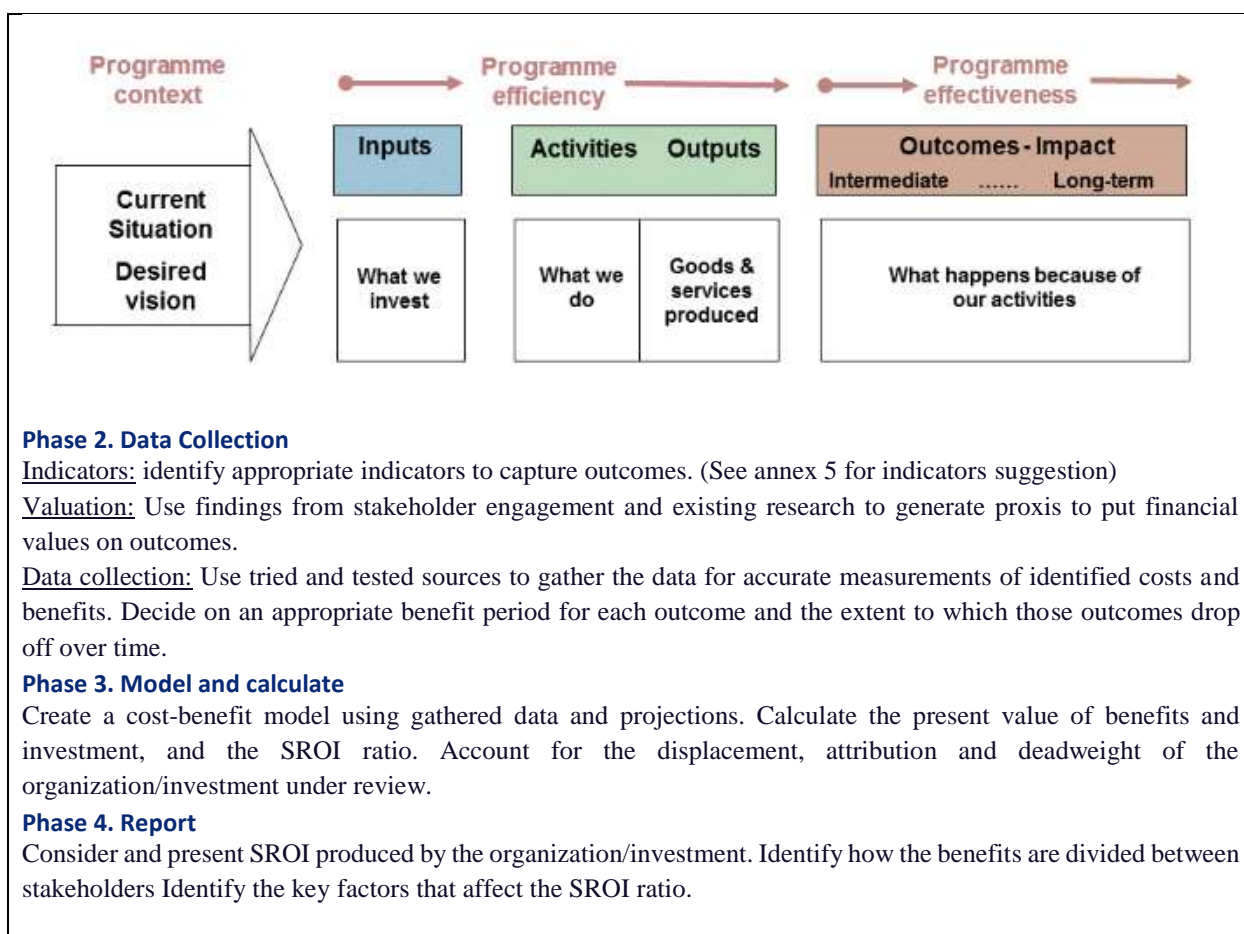 Programme context
Programme efficiency
Programme effectiveness
Inputs
Activities Outputs
Outcomes - Impact
Intermediate ...... Long-term
Current
Situation
Desired
vision
What we
invest
What we
do
Goods &
services
produced
What happens because of
our activities
Phase 2. Data Collection
Indicators: identify appropriate indicators to capture outcomes. (See annex 5 for indicators suggestion)
Valuation: Use findings from stakeholder engagement and existing research to generate proxis to put financial
values on outcomes.
Data collection: Use tried and tested sources to gather the data for accurate measurements of identified costs and
benefits. Decide on an appropriate benefit period for each outcome and the extent to which those outcomes drop
off over time.
Phase 3. Model and calculate
Create a cost-benefit model using gathered data and projections. Calculate the present value of benefits and
investment, and the SROI ratio. Account for the displacement, attribution and deadweight of the
organization/investment under review.
Phase 4. Report
Consider and present SROI produced by the organization/investment. Identify how the benefits are divided between
stakeholders Identify the key factors that affect the SROI ratio.